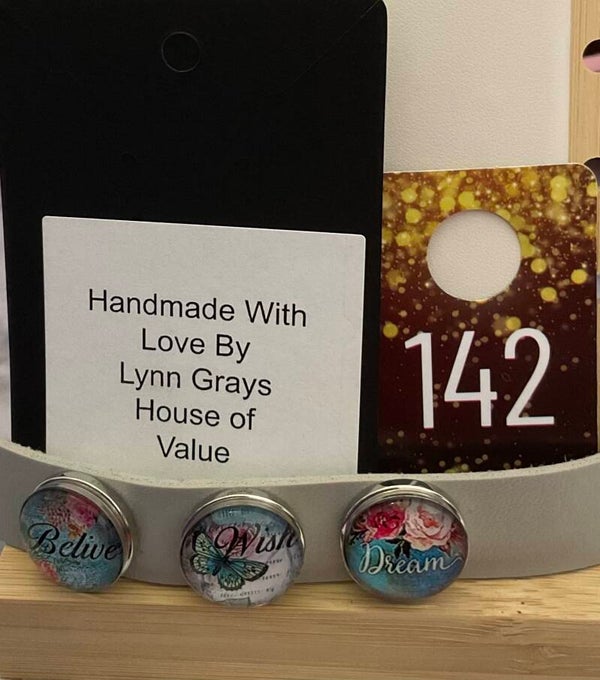 Handmade With
Love By
Lynn Grays
House of
Value
142
Belive
Wish
Dream